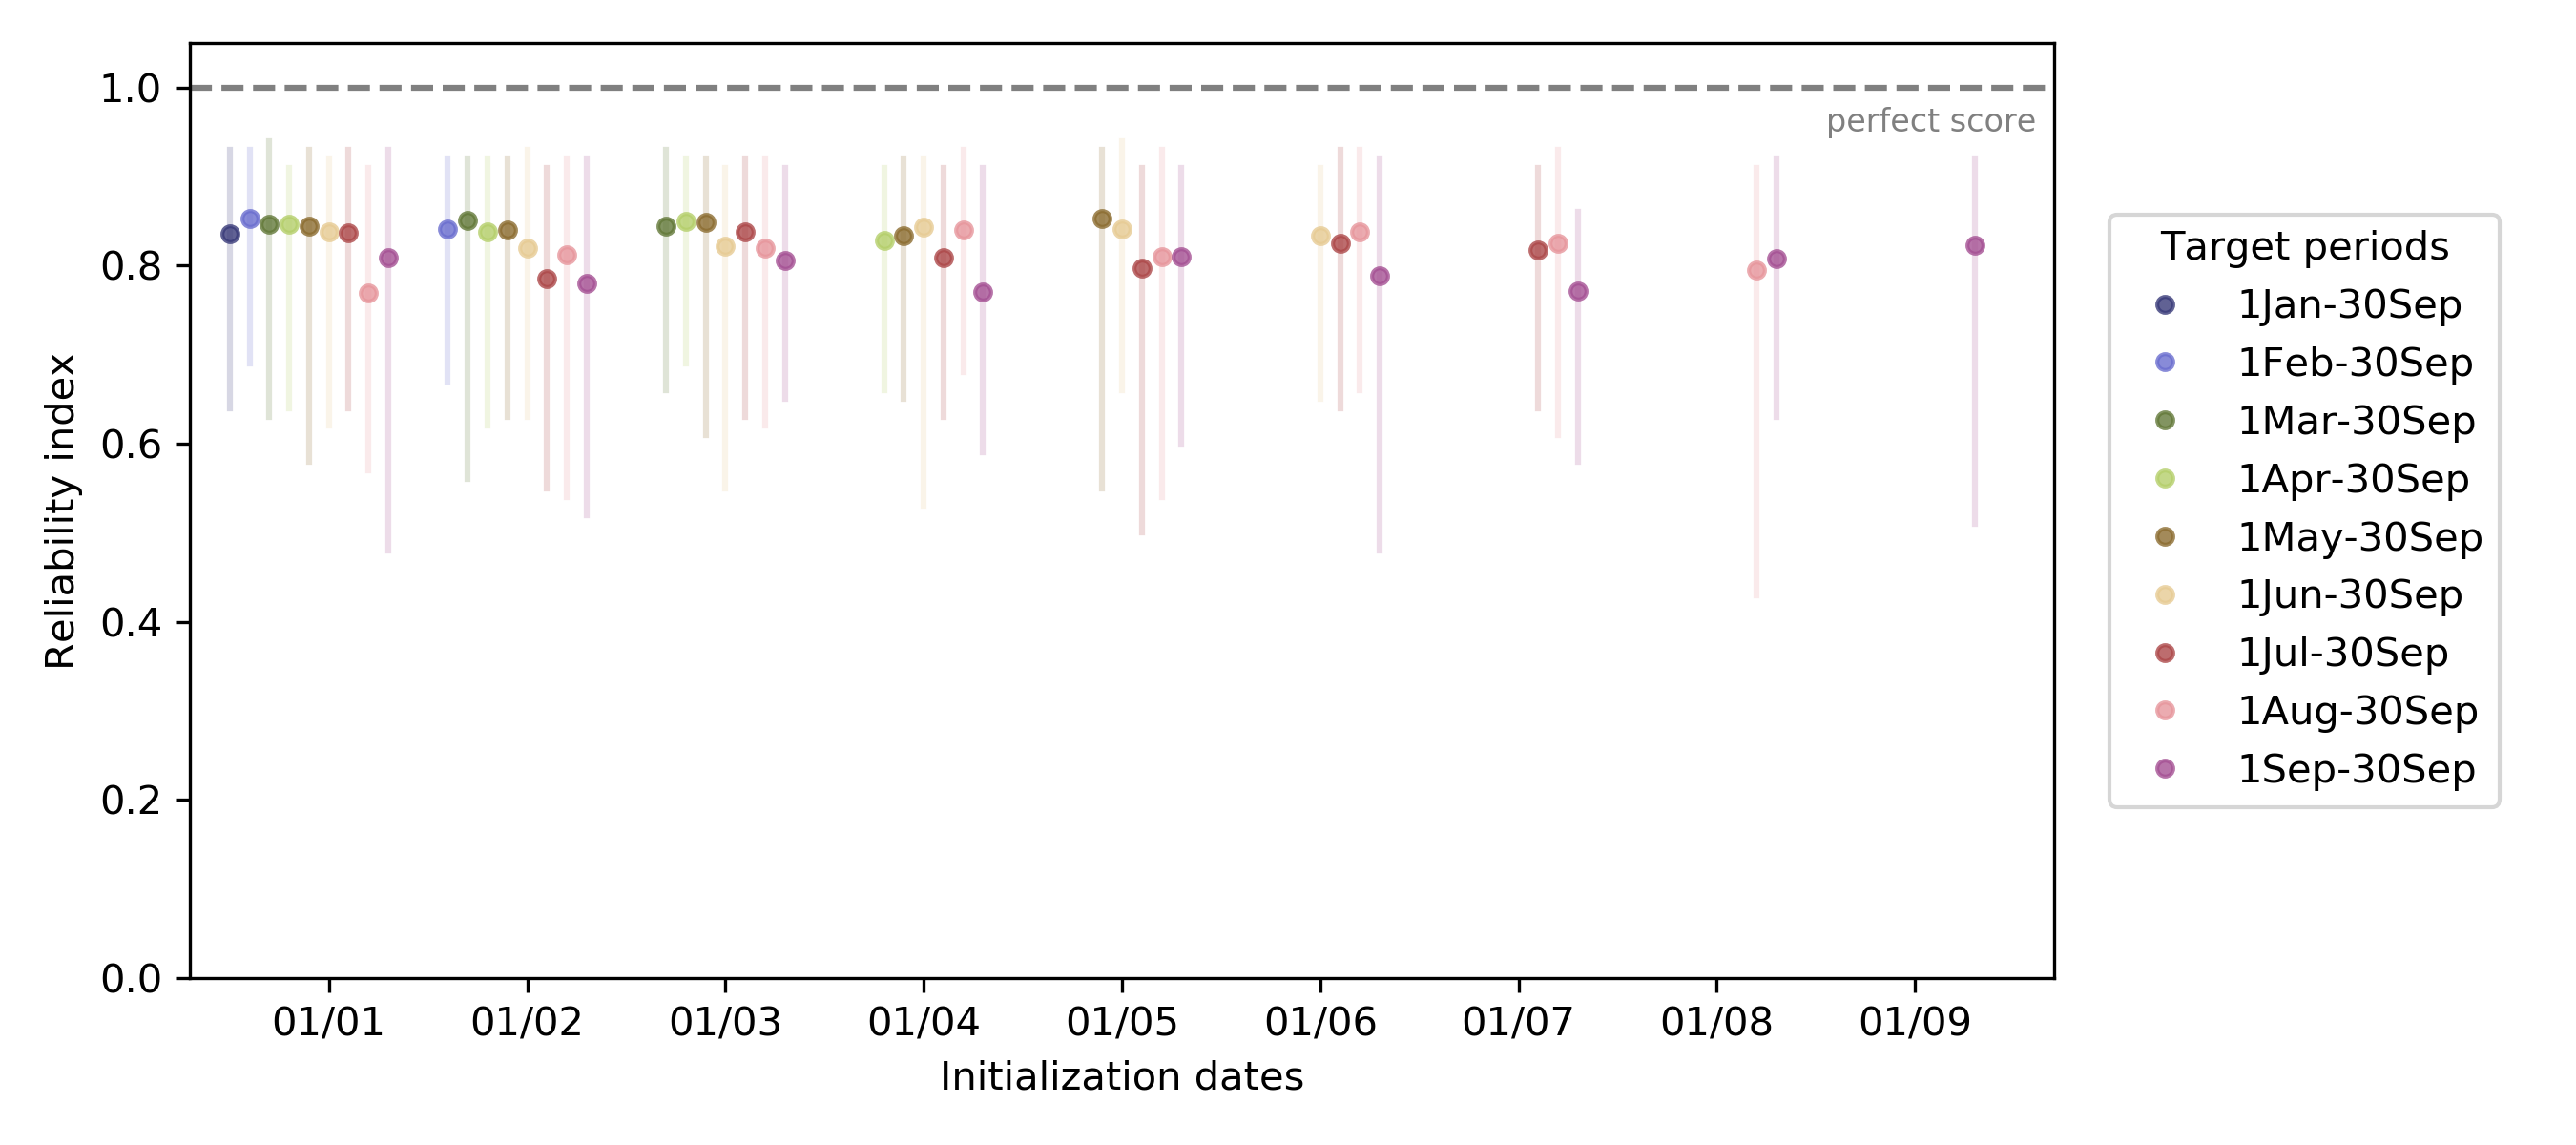 1.0
perfect score
0.8
0.6
0.4
0.2
0.0
Reliability index
01/01 01/02 01/03 01/04 01/05 01/06 01/07 01/08 01/09
Initialization dates
Target periods
1Jan-30Sep
1Feb-30Sep
1Mar-30Sep
1Apr-30Sep
1May-30Sep
1Jun-30Sep
1Jul-30Sep
1Aug-30Sep
1Sep-30Sep